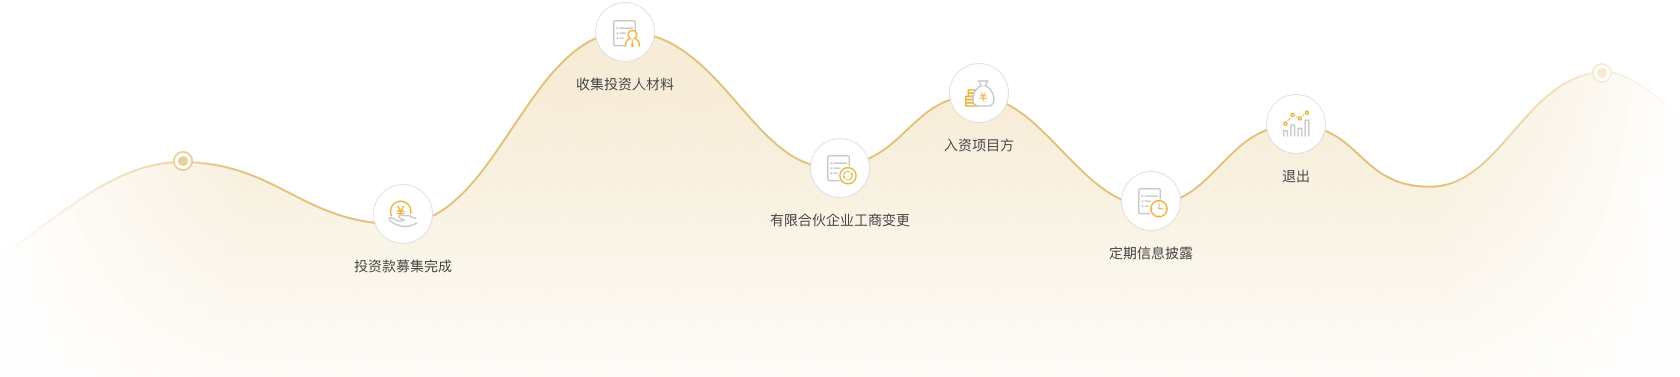 投资款募集完成
收集投资人材料
有限合伙企业工商变更
入资项目方
定期信息披露
退出